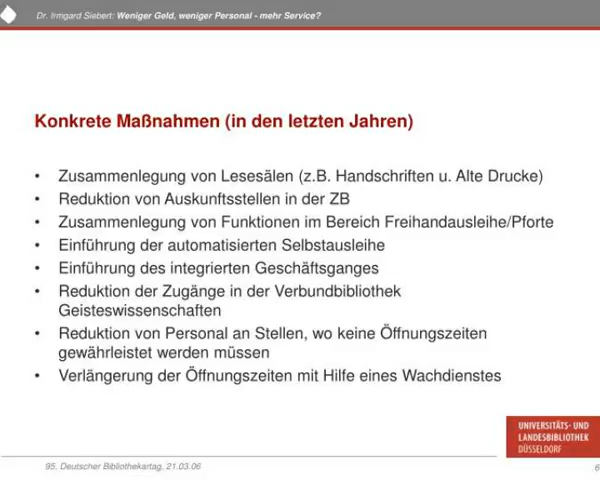 Dr. Irmgard Siebert: Weniger Geld, weniger Personal - mehr Service?
Konkrete Maßnahmen (in den letzten Jahren)
• Zusammenlegung von Lesesälen (z.B. Handschriften u. Alte Drucke)
• Reduktion von Auskunftsstellen in der ZB
• Zusammenlegung von Funktionen im Bereich Freihandausleihe/Pforte
• Einführung der automatisierten Selbstausleihe
• Einführung des integrierten Geschäftsganges
• Reduktion der Zugänge in der Verbundbibliothek
Geisteswissenschaften
• Reduktion von Personal an Stellen, wo keine Öffnungszeiten
gewährleistet werden müssen
• Verlängerung der Öffnungszeiten mit Hilfe eines Wachdienstes
UNIVERSITÄTS- UND
LANDESBIBLIOTHEK
DÜSSELDORF
95. Deutscher Bibliothekartag, 21.03.06
6